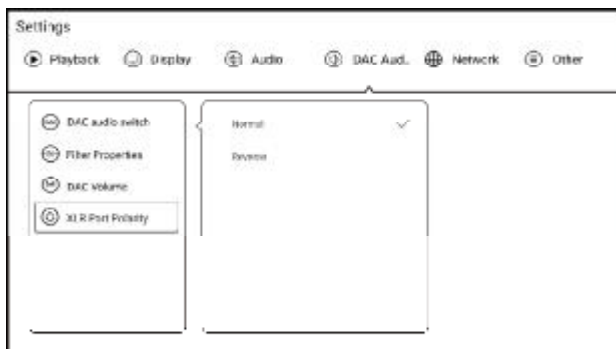 Settings
Playback Display Audio DAC Aud.. Network Other
DAC audio switch
Filter Properties
DAC Volume
XLR Port Polarity
Normal
Reverse